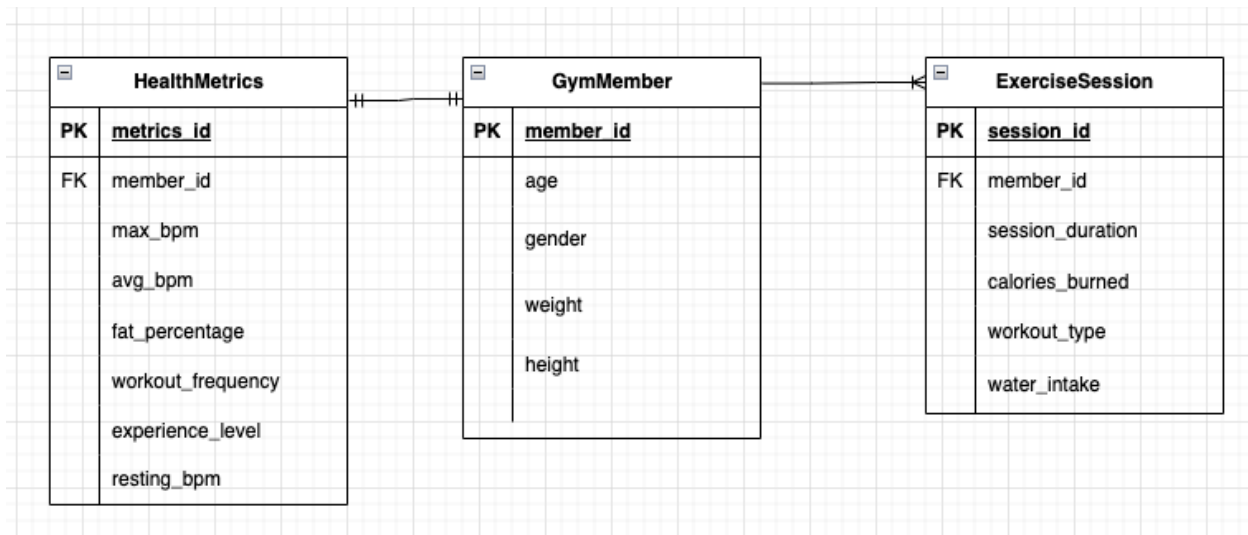 HealthMetrics
PK metrics_id
FK member_id
max_bpm
avg_bpm
fat_percentage
workout_frequency
experience_level
resting_bpm
GymMember
PK member_id
age
gender
weight
height
ExerciseSession
PK session_id
FK member_id
session_duration
calories_burned
workout_type
water_intake